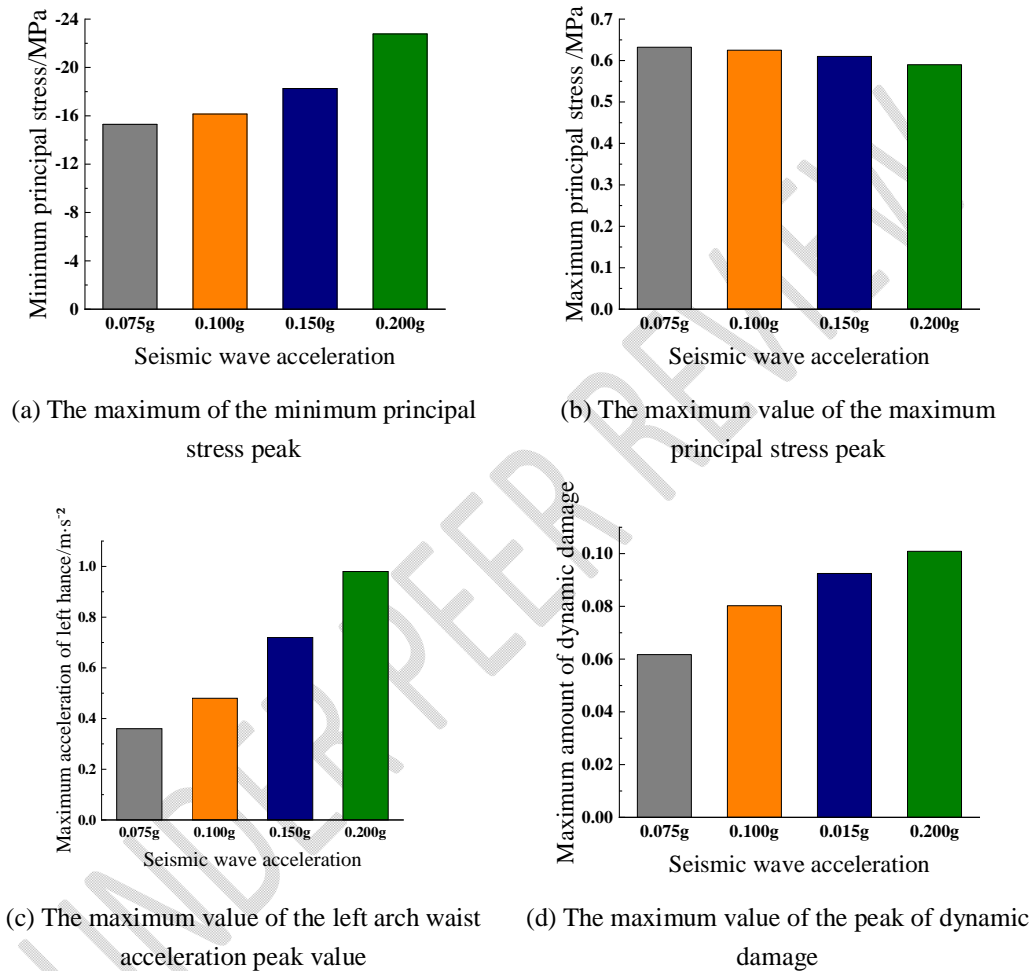 -24
-20
-16
-12
-8
-4
0
Minimum principal stress/MPa
0.075g 0.100g 0.150g 0.200g
Seismic wave acceleration
(a) The maximum of the minimum principal
stress peak
0.7
0.6
0.5
0.4
0.3
0.2
0.1
0.0
Maximum principal stress /MPa
0.075g 0.100g 0.150g 0.200g
Seismic wave acceleration
(b) The maximum value of the maximum
principal stress peak
1.0
0.8
0.6
0.4
0.2
0.0
Maximum acceleration of left hance/m·s⁻²
0.075g 0.100g 0.150g 0.200g
Seismic wave acceleration
(c) The maximum value of the left arch waist
acceleration peak value
0.10
0.08
0.06
0.04
0.02
0.00
Maximum amount of dynamic damage
0.075g 0.100g 0.015g 0.200g
Seismic wave acceleration
(d) The maximum value of the peak of dynamic
damage
UNDER PEER REVIEW